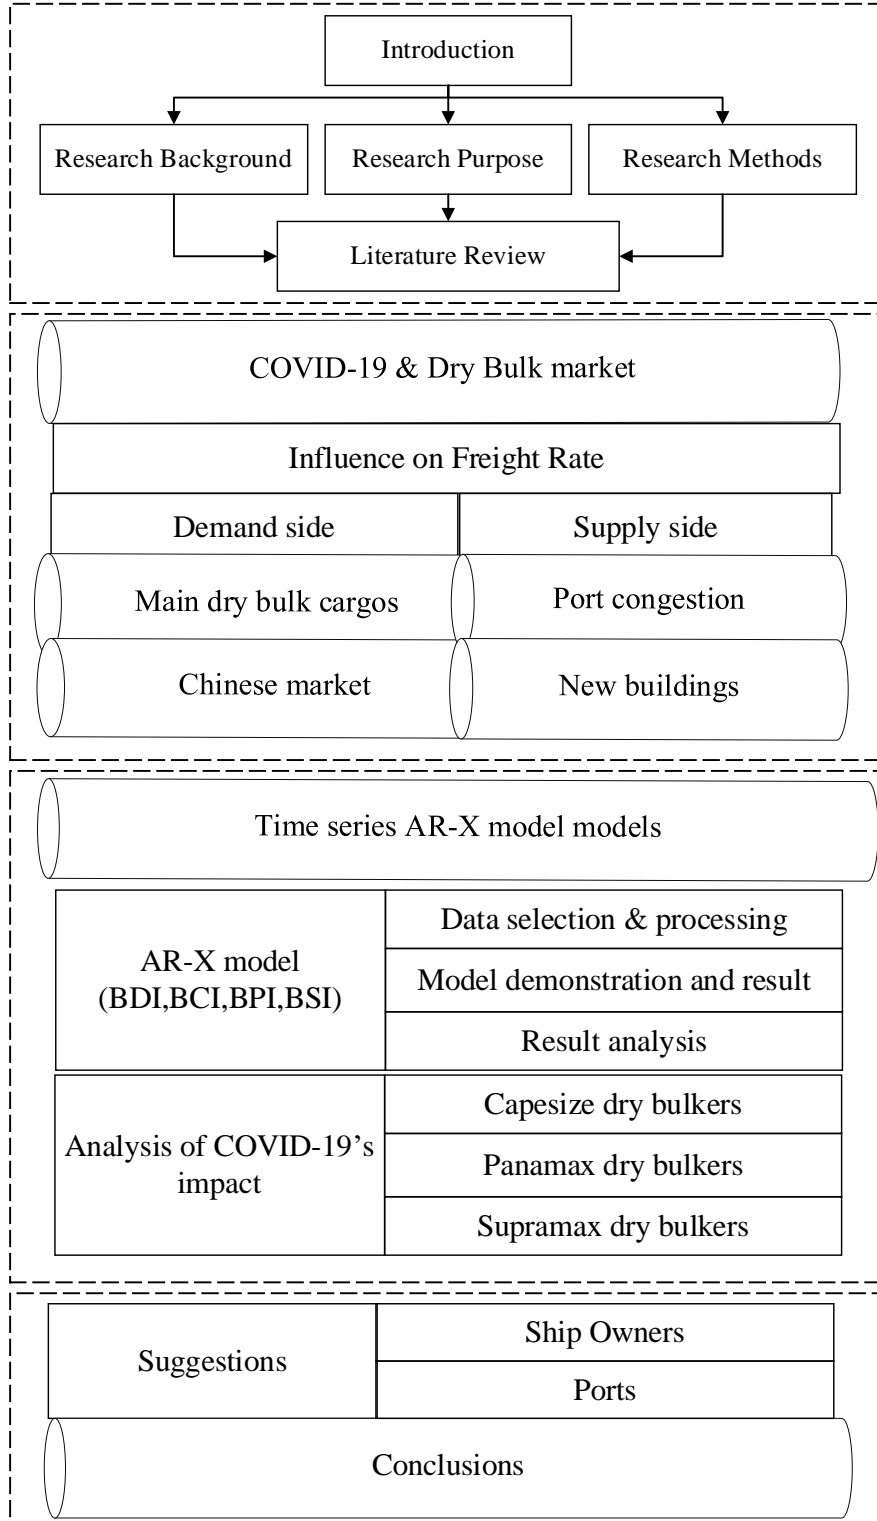 Introduction
Research Background
Research Purpose
Research Methods
Literature Review
COVID-19 & Dry Bulk market
Influence on Freight Rate
Demand side
Supply side
Main dry bulk cargos
Port congestion
Chinese market
New buildings
Time series AR-X model models
AR-X model
(BDI,BCI,BPI,BSI)
Data selection & processing
Model demonstration and result
Result analysis
Analysis of COVID-19’s
impact
Capesize dry bulkers
Panamax dry bulkers
Supramax dry bulkers
Suggestions
Ship Owners
Ports
Conclusions